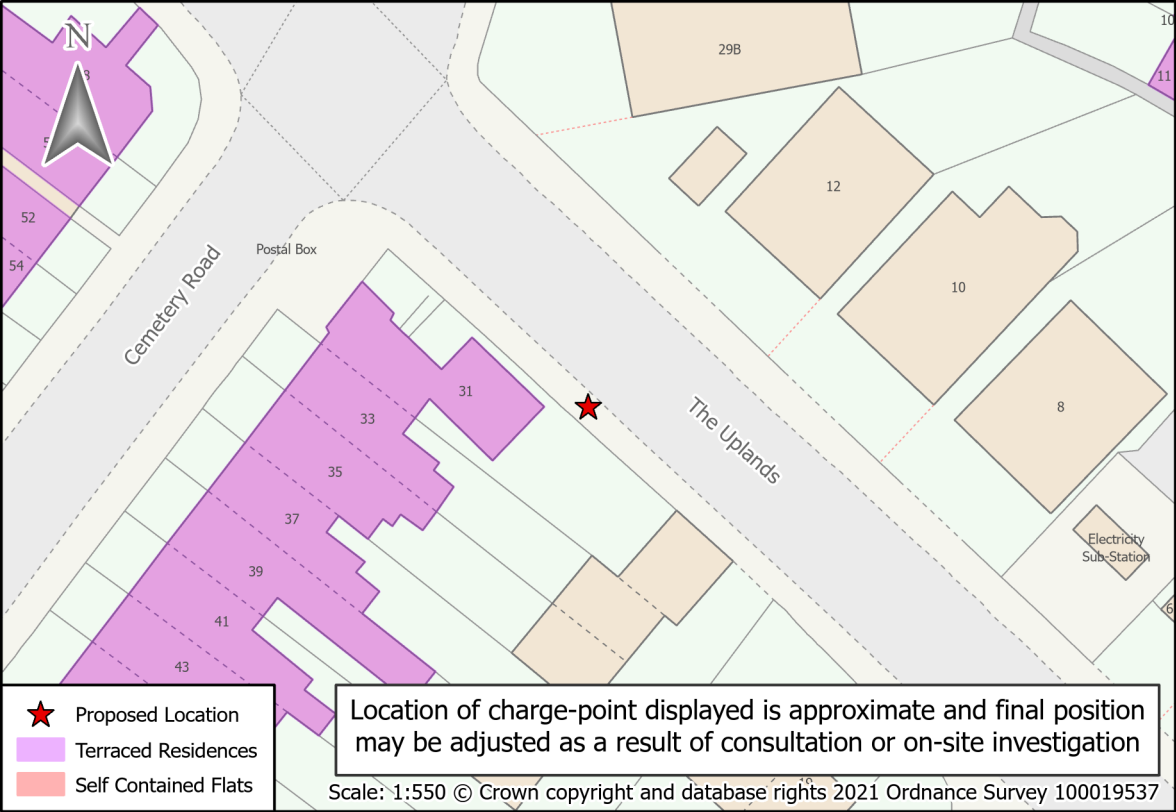 N
29B
10
11
12
10
8
52
54
Postal Box
Cemetery Road
The Uplands
31
33
35
37
39
41
43
Electricity
Sub-Station
6
Proposed Location
Terraced Residences
Self Contained Flats
Location of charge-point displayed is approximate and final position
may be adjusted as a result of consultation or on-site investigation
Scale: 1:550 © Crown copyright and database rights 2021 Ordnance Survey 100019537